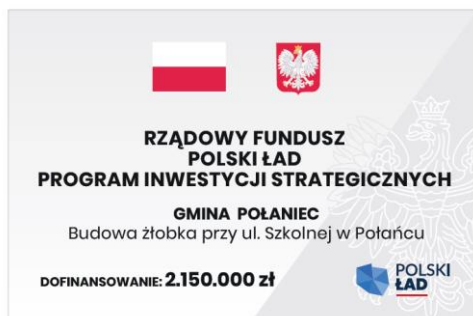 RZĄDOWY FUNDUSZ
POLSKI ŁAD
PROGRAM INWESTYCJI STRATEGICZNYCH
GMINA POŁANIEC
Budowa żłobka przy ul. Szkolnej w Połańcu
DOFINANSOWANIE: 2.150.000 zł
POLSKI
ŁAD